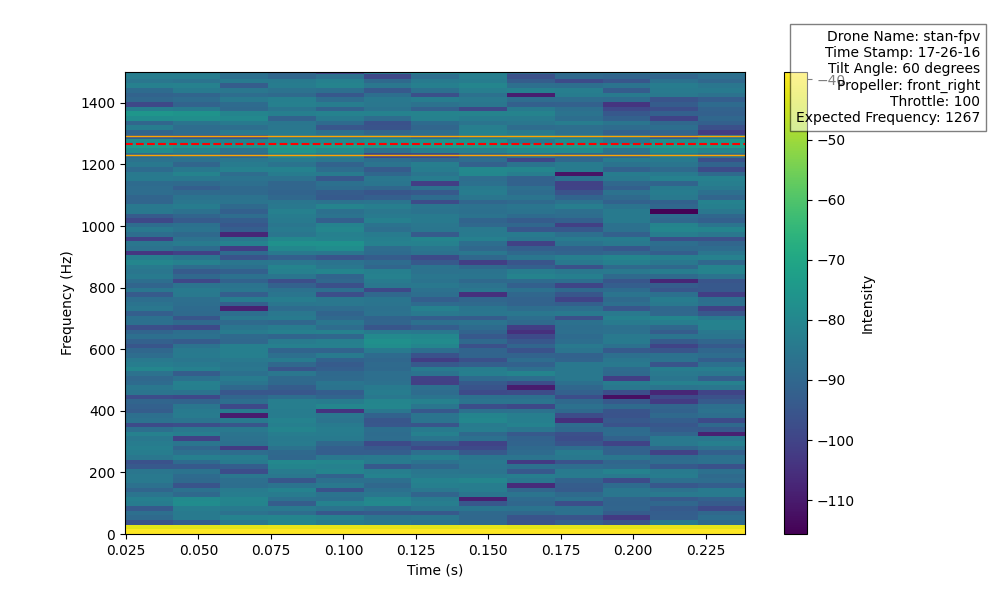 Drone Name: stan-fpv
Time Stamp: 17-26-16
Tilt Angle: 60 degrees
Propeller: front_right
Throttle: 100
Expected Frequency: 1267
1400
1200
1000
800
600
400
200
0
Frequency (Hz)
0.025
0.050
0.075
0.100
0.125
0.150
0.175
0.200
0.225
Time (s)
−40
−50
−60
−70
−80
−90
−100
−110
Intensity